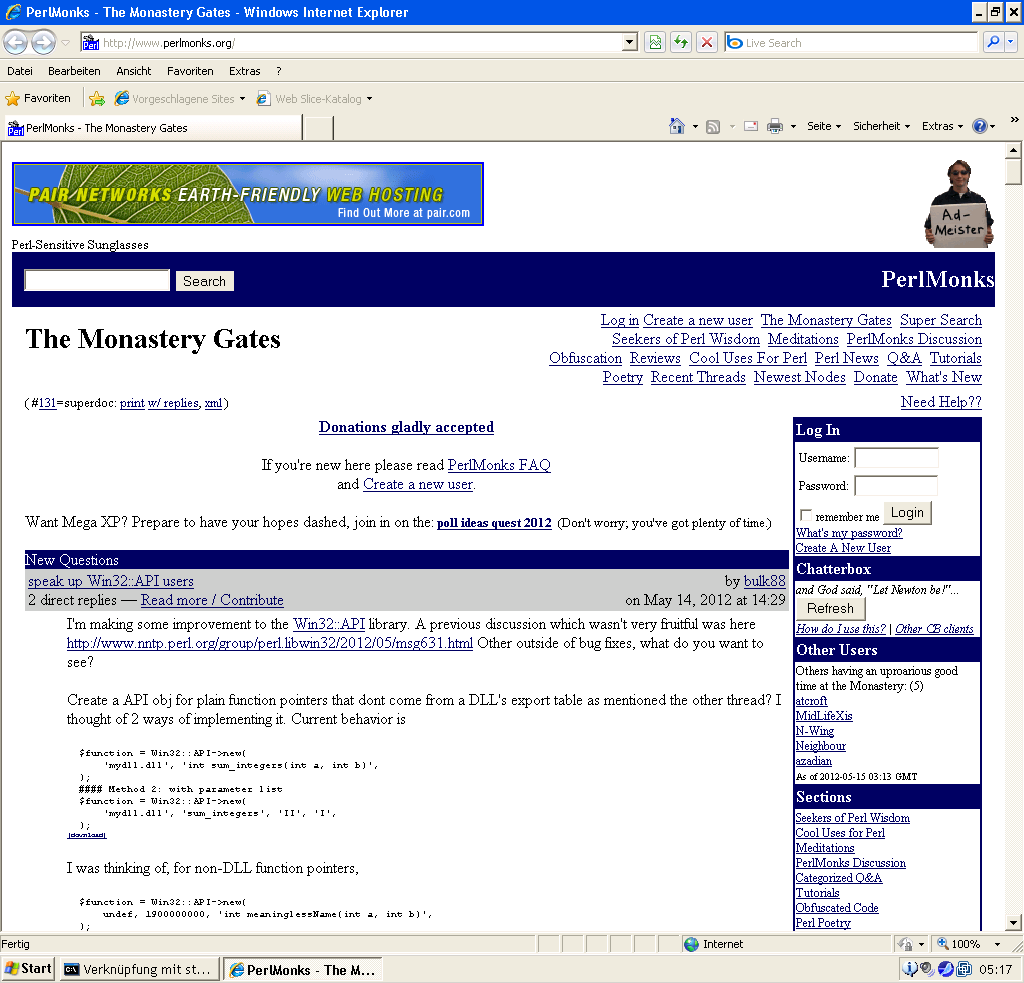 PerlMonks - The Monastery Gates - Windows Internet Explorer
http://www.perlmonks.org/
Live Search
Datei Bearbeiten Ansicht Favoriten Extras ?
Favoriten Vorgeschlagene Sites Web Slice-Katalog
PerlMonks - The Monastery Gates
Seite Sicherheit Extras
PAIR NETWORKS EARTH-FRIENDLY WEB HOSTING
Find Out More at pair.com
Ad-
Meister
Perl-Sensitive Sunglasses
Search
PerlMonks
The Monastery Gates
Log in Create a new user The Monastery Gates Super Search
Seekers of Perl Wisdom Meditations PerlMonks Discussion
Obfuscation Reviews Cool Uses For Perl Perl News Q&A Tutorials
Poetry Recent Threads Newest Nodes Donate What's New
( #131=superdoc: print w/ replies, xml )
Need Help??
Donations gladly accepted
If you're new here please read PerlMonks FAQ
and Create a new user.
Want Mega XP? Prepare to have your hopes dashed, join in on the: poll ideas quest 2012 (Don't worry; you've got plenty of time.)
New Questions
speak up Win32::API users by bulk88
2 direct replies — Read more / Contribute on May 14, 2012 at 14:29
I'm making some improvement to the Win32::API library. A previous discussion which wasn't very fruitful was here
http://www.nntp.perl.org/group/perl.libwin32/2012/05/msg631.html Other outside of bug fixes, what do you want to
see?
Create a API obj for plain function pointers that dont come from a DLL's export table as mentioned the other thread? I
thought of 2 ways of implementing it. Current behavior is
$function = Win32::API->new(
'mydll.dll', 'int sum_integers(int a, int b)',
);
#### Method 2: with parameter list
$function = Win32::API->new(
'mydll.dll', 'sum_integers', 'II', 'I',
);
[download]
I was thinking of, for non-DLL function pointers,
$function = Win32::API->new(
undef, 1900000000, 'int meaninglessName(int a, int b)',
);
Log In
Username:
Password:
remember me Login
What's my password?
Create A New User
Chatterbox
and God said, "Let Newton be!"...
Refresh
How do I use this? | Other CB clients
Other Users
Others having an uproarious good
time at the Monastery: (5)
atcroft
MidLifeXis
N-Wing
Neighbour
azadian
As of 2012-05-15 03:13 GMT
Sections
Seekers of Perl Wisdom
Cool Uses for Perl
Meditations
PerlMonks Discussion
Categorized Q&A
Tutorials
Obfuscated Code
Perl Poetry
Fertig Internet 100%
Start Verknüpfung mit st... PerlMonks - The M... 05:17